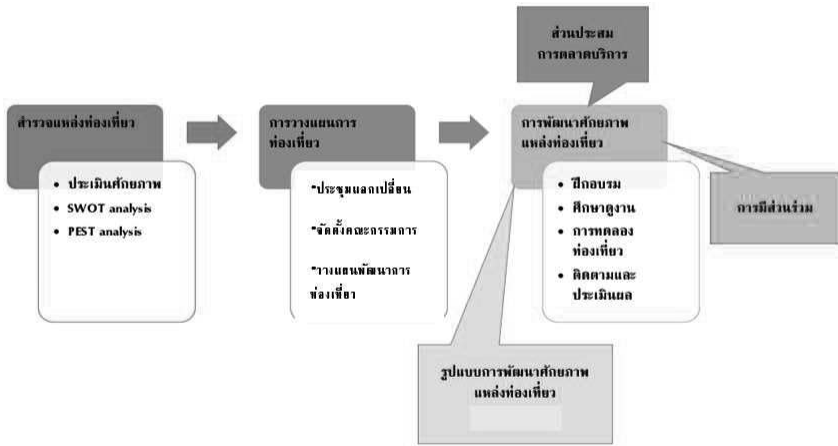 ส่วนประสม
การตลาดบริการ
สำรวจแหล่งท่องเที่ยว
• ประเมินศักยภาพ
• SWOT analysis
• PEST analysis
การวางแผนการ
ท่องเที่ยว
-ประชุมแลกเปลี่ยน
-จัดตั้งคณะกรรมการ
-วางแผนพัฒนาการ
ท่องเที่ยว
การพัฒนาศักยภาพ
แหล่งท่องเที่ยว
• ฝึกอบรม
• ศึกษาดูงาน
• การทดลอง
ท่องเที่ยว
• ติดตามและ
ประเมินผล
การมีส่วนร่วม
รูปแบบการพัฒนาศักยภาพ
แหล่งท่องเที่ยว